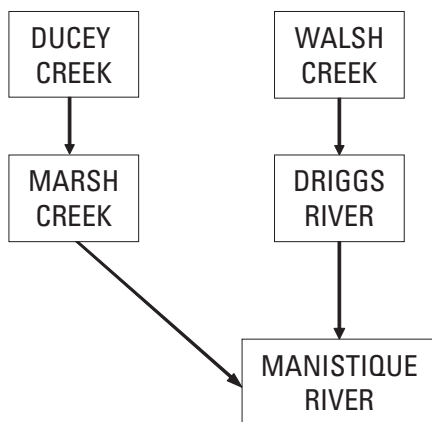 DUCEY
CREEK
WALSH
CREEK
MARSH
CREEK
DRIGGS
RIVER
MANISTIQUE
RIVER